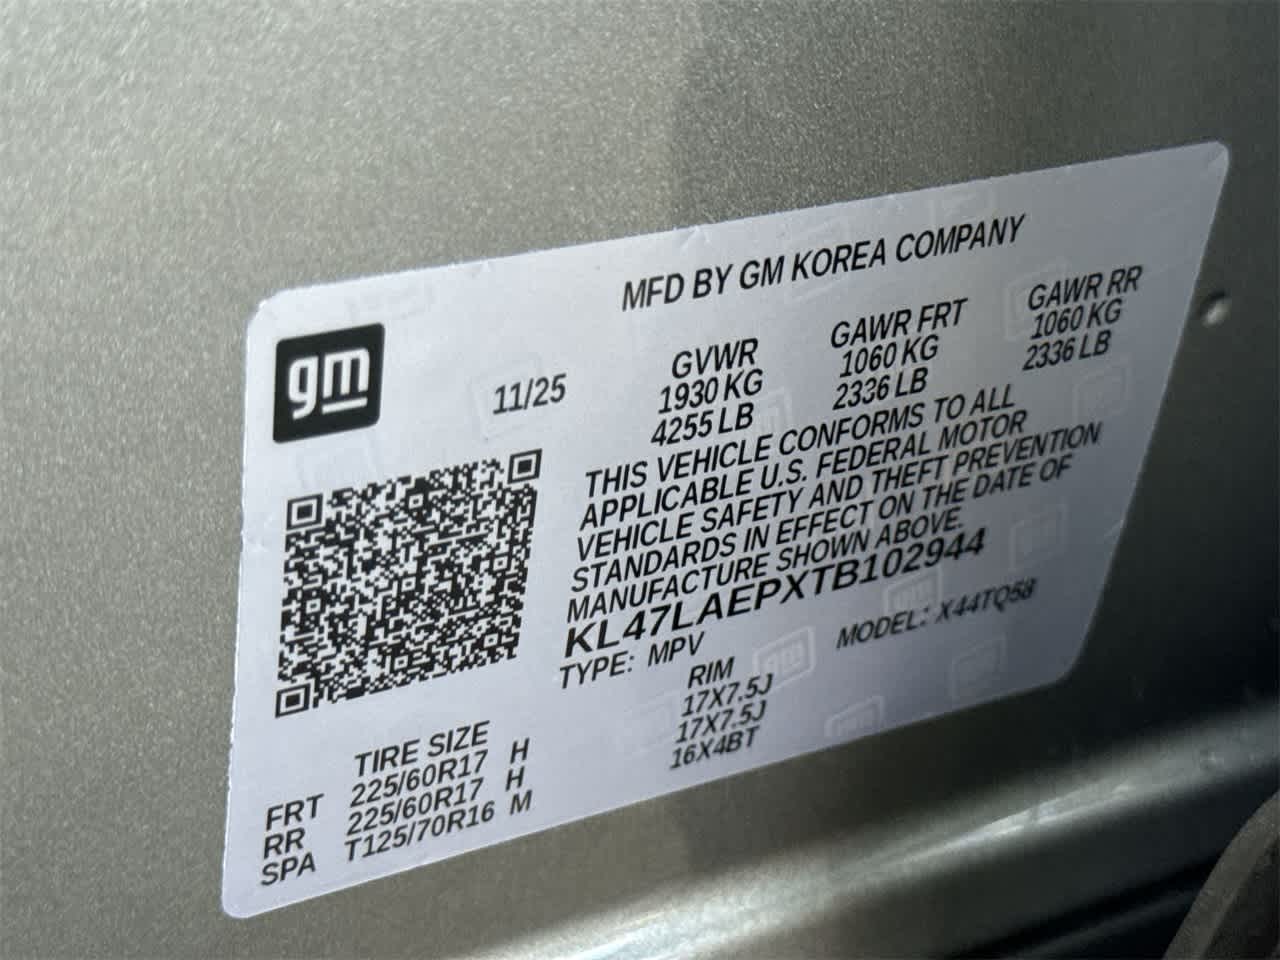 MFD BY GM KOREA COMPANY
gm
11/25
GVWR
1930 KG
4255 LB
GAWR FRT
1060 KG
2336 LB
GAWR RR
1060 KG
2336 LB
THIS VEHICLE CONFORMS TO ALL
APPLICABLE U.S. FEDERAL MOTOR
VEHICLE SAFETY AND THEFT PREVENTION
STANDARDS IN EFFECT ON THE DATE OF
MANUFACTURE SHOWN ABOVE.
KL47LAEPXTB102944
TYPE: MPV
MODEL: X44TQ58
TIRE SIZE
RIM
FRT 225/60R17 H 17X7.5J
RR 225/60R17 H 17X7.5J
SPA T125/70R16 M 16X4BT